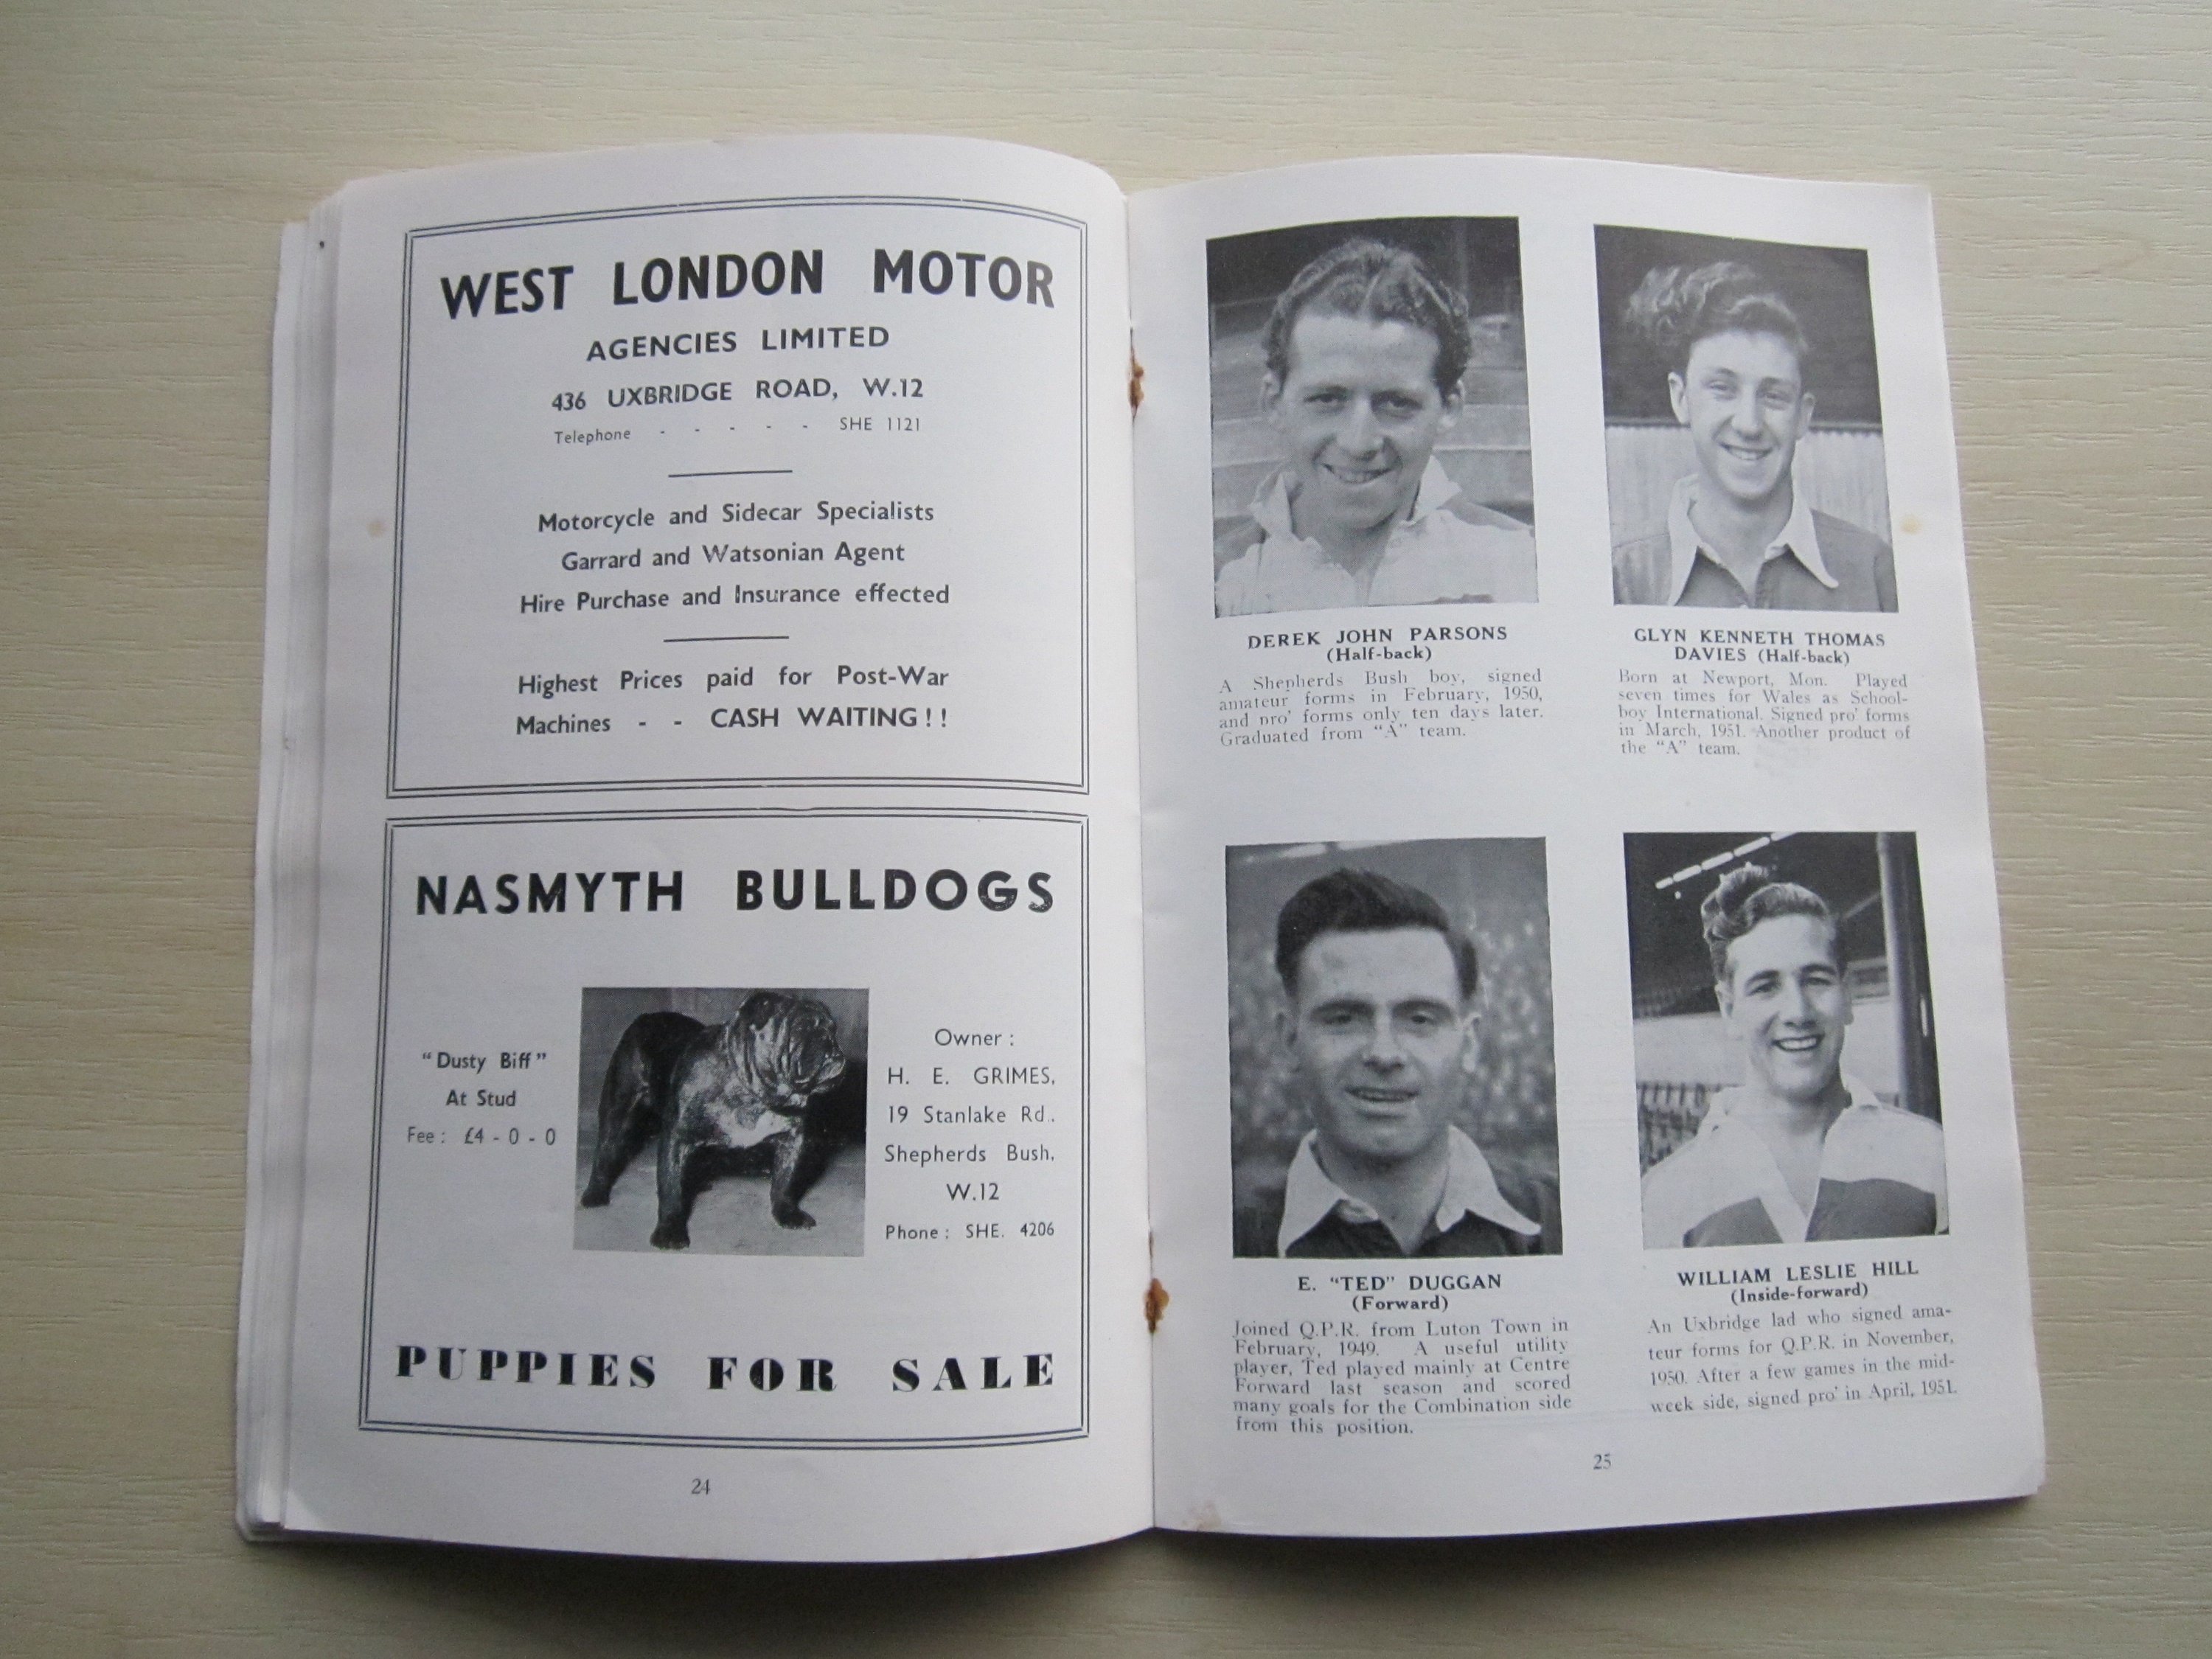 WEST LONDON MOTOR
AGENCIES LIMITED
436 UXBRIDGE ROAD, W.12
Telephone - - - - - SHE 1121
Motorcycle and Sidecar Specialists
Garrard and Watsonian Agent
Hire Purchase and Insurance effected
Highest Prices paid for Post-War
Machines - - CASH WAITING!!
NASMYTH BULLDOGS
"Dusty Biff"
At Stud
Fee: £4 - 0 - 0
Owner:
H. E. GRIMES,
19 Stanlake Rd.,
Shepherds Bush,
W.12
Phone: SHE. 4206
PUPPIES FOR SALE
24
DEREK JOHN PARSONS
(Half-back)
A Shepherds Bush boy, signed
amateur forms in February, 1950,
and pro' forms only ten days later.
Graduated from "A" team.
GLYN KENNETH THOMAS
DAVIES (Half-back)
Born at Newport, Mon. Played
seven times for Wales as School-
boy International. Signed pro' forms
in March, 1951. Another product of
the "A" team.
E. "TED" DUGGAN
(Forward)
Joined Q.P.R. from Luton Town in
February, 1949. A useful utility
player, Ted played mainly at Centre
Forward last season and scored
many goals for the Combination side
from this position.
WILLIAM LESLIE HILL
(Inside-forward)
An Uxbridge lad who signed ama-
teur forms for Q.P.R. in November,
1950. After a few games in the mid-
week side, signed pro' in April, 1951.
25